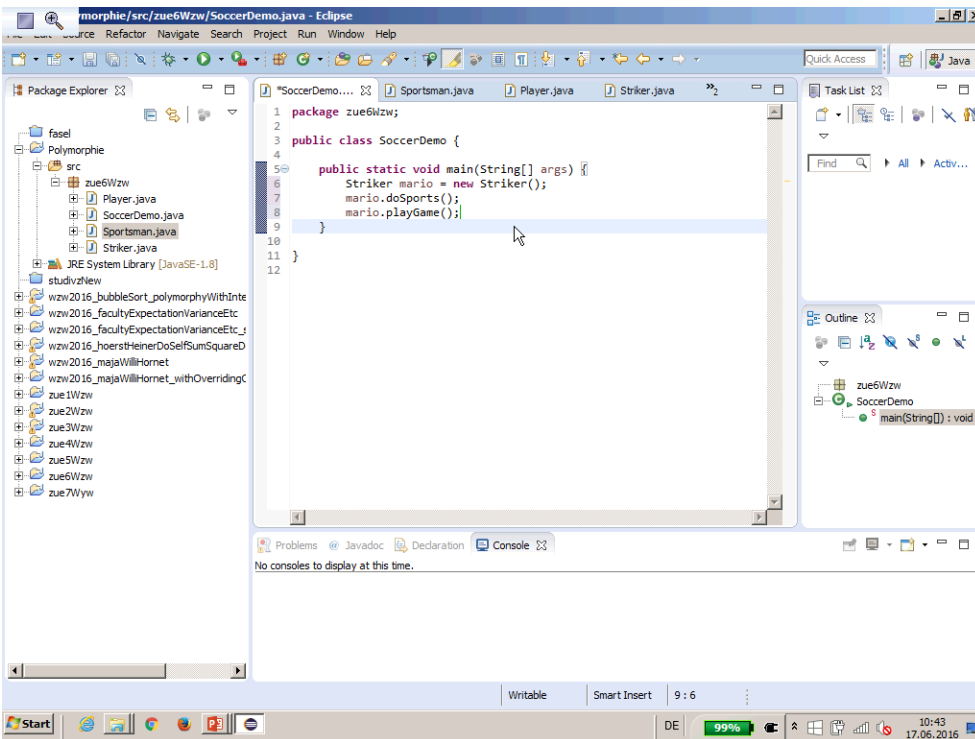 ymorphie/src/zue6Wzw/SoccerDemo.java - Eclipse
Source Refactor Navigate Search Project Run Window Help
Quick Access
Java
Package Explorer
fasel
Polymorphie
src
zue6Wzw
Player.java
SoccerDemo.java
Sportsman.java
Striker.java
JRE System Library [JavaSE-1.8]
studivzNew
wzw2016_bubbleSort_polymorphyWithInte
wzw2016_facultyExpectationVarianceEtc
wzw2016_facultyExpectationVarianceEtc_s
wzw2016_hoerstHeinerDoSelfSumSquareD
wzw2016_majaWilliHornet
wzw2016_majaWilliHornet_withOverridingC
zue1Wzw
zue2Wzw
zue3Wzw
zue4Wzw
zue5Wzw
zue6Wzw
zue7Wyw
*SoccerDemo.... Sportsman.java Player.java Striker.java »2
1 package zue6Wzw;
2
3 public class SoccerDemo {
4
5 public static void main(String[] args) {
6 Striker mario = new Striker();
7 mario.doSports();
8 mario.playGame();
9 }
10
11 }
12
Task List
Find All Activ...
Outline
zue6Wzw
SoccerDemo
main(String[]) : void
Problems @ Javadoc Declaration Console
No consoles to display at this time.
Writable Smart Insert 9 : 6
Start
DE 99% 10:43
17.06.2016